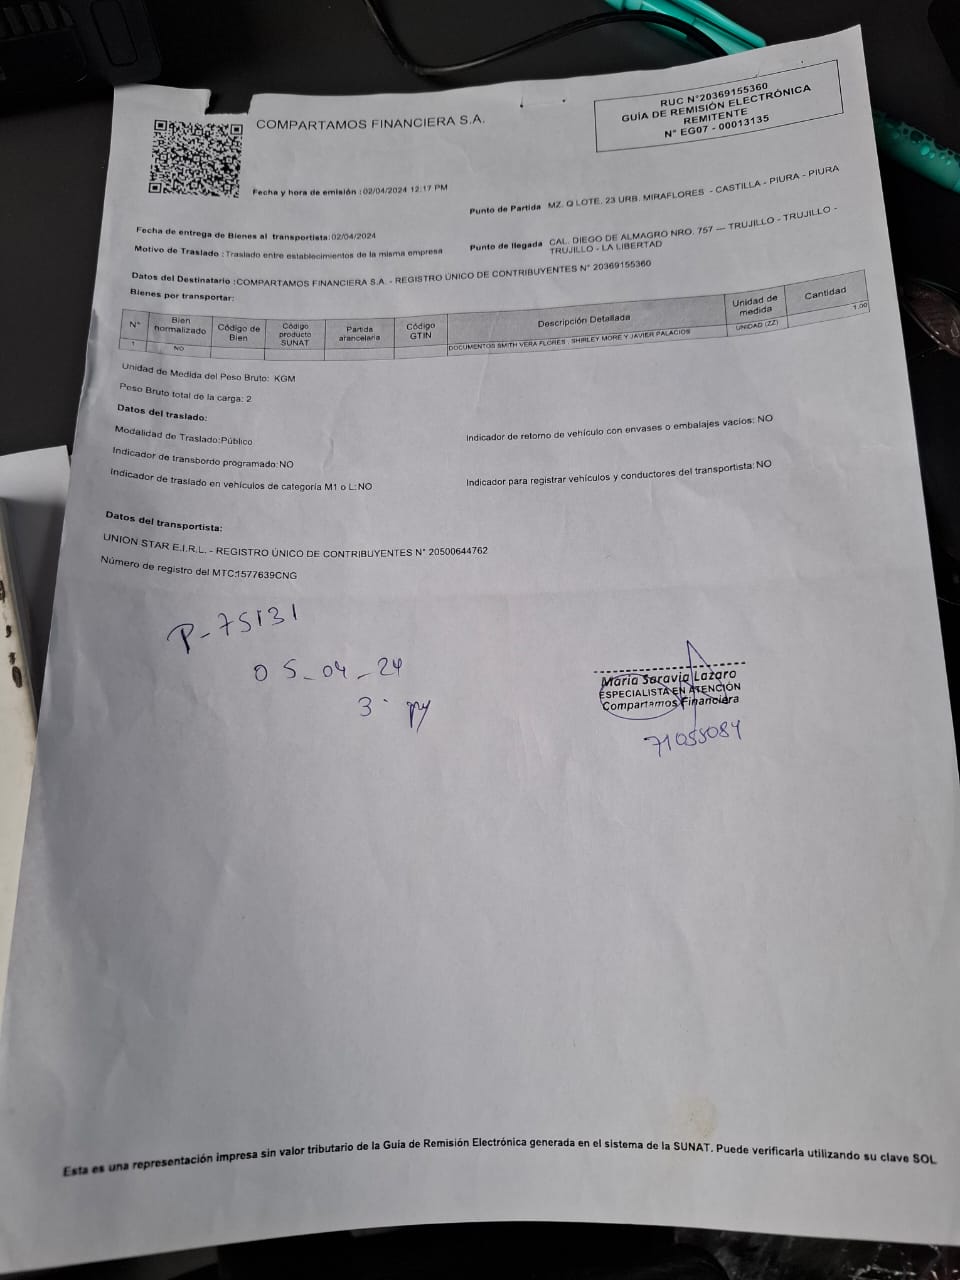 COMPARTAMOS FINANCIERA S.A.
RUC N°20369155360
GUÍA DE REMISIÓN ELECTRÓNICA
REMITENTE
N° EG07 - 00013135
Fecha y hora de emisión :02/04/2024 12:17 PM
Punto de Partida MZ. Q LOTE. 23 URB. MIRAFLORES - CASTILLA - PIURA - PIURA
Fecha de entrega de Bienes al transportista:02/04/2024
Punto de llegada CAL. DIEGO DE ALMAGRO NRO. 757 — TRUJILLO - TRUJILLO -
TRUJILLO - LA LIBERTAD
Motivo de Traslado :Traslado entre establecimientos de la misma empresa
Datos del Destinatario :COMPARTAMOS FINANCIERA S.A. - REGISTRO ÚNICO DE CONTRIBUYENTES N° 20369155360
Bienes por transportar:
N° Bien normalizado Código de Bien Código producto SUNAT Partida arancelaria Código GTIN Descripción Detallada Unidad de medida Cantidad
1 NO DOCUMENTOS SMITH VERA FLORES , SHIRLEY MORE Y JAVIER PALACIOS UNIDAD (ZZ) 1.00
Unidad de Medida del Peso Bruto: KGM
Peso Bruto total de la carga: 2
Datos del traslado:
Modalidad de Traslado:Público
Indicador de retorno de vehículo con envases o embalajes vacíos: NO
Indicador de transbordo programado:NO
Indicador de traslado en vehículos de categoría M1 o L:NO
Indicador para registrar vehículos y conductores del transportista:NO
Datos del transportista:
UNION STAR E.I.R.L. - REGISTRO ÚNICO DE CONTRIBUYENTES N° 20500644762
Número de registro del MTC:1577639CNG
P-75131
05-04-24
3
María Saravia Lazaro
ESPECIALISTA EN ATENCIÓN
Compartamos Financiera
71055084
Esta es una representación impresa sin valor tributario de la Guía de Remisión Electrónica generada en el sistema de la SUNAT. Puede verificarla utilizando su clave SOL